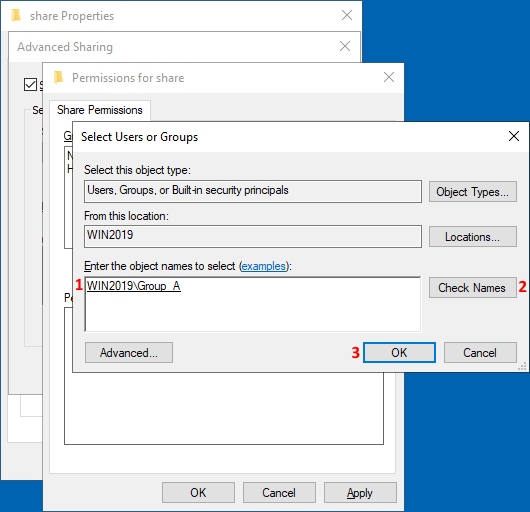 share Properties
Advanced Sharing
Permissions for share
Share Permissions
Select Users or Groups
Select this object type:
Users, Groups, or Built-in security principals
Object Types...
From this location:
WIN2019
Locations...
Enter the object names to select (examples):
1 WIN2019\Group_A
Check Names 2
Advanced...
3 OK
Cancel
OK
Cancel
Apply